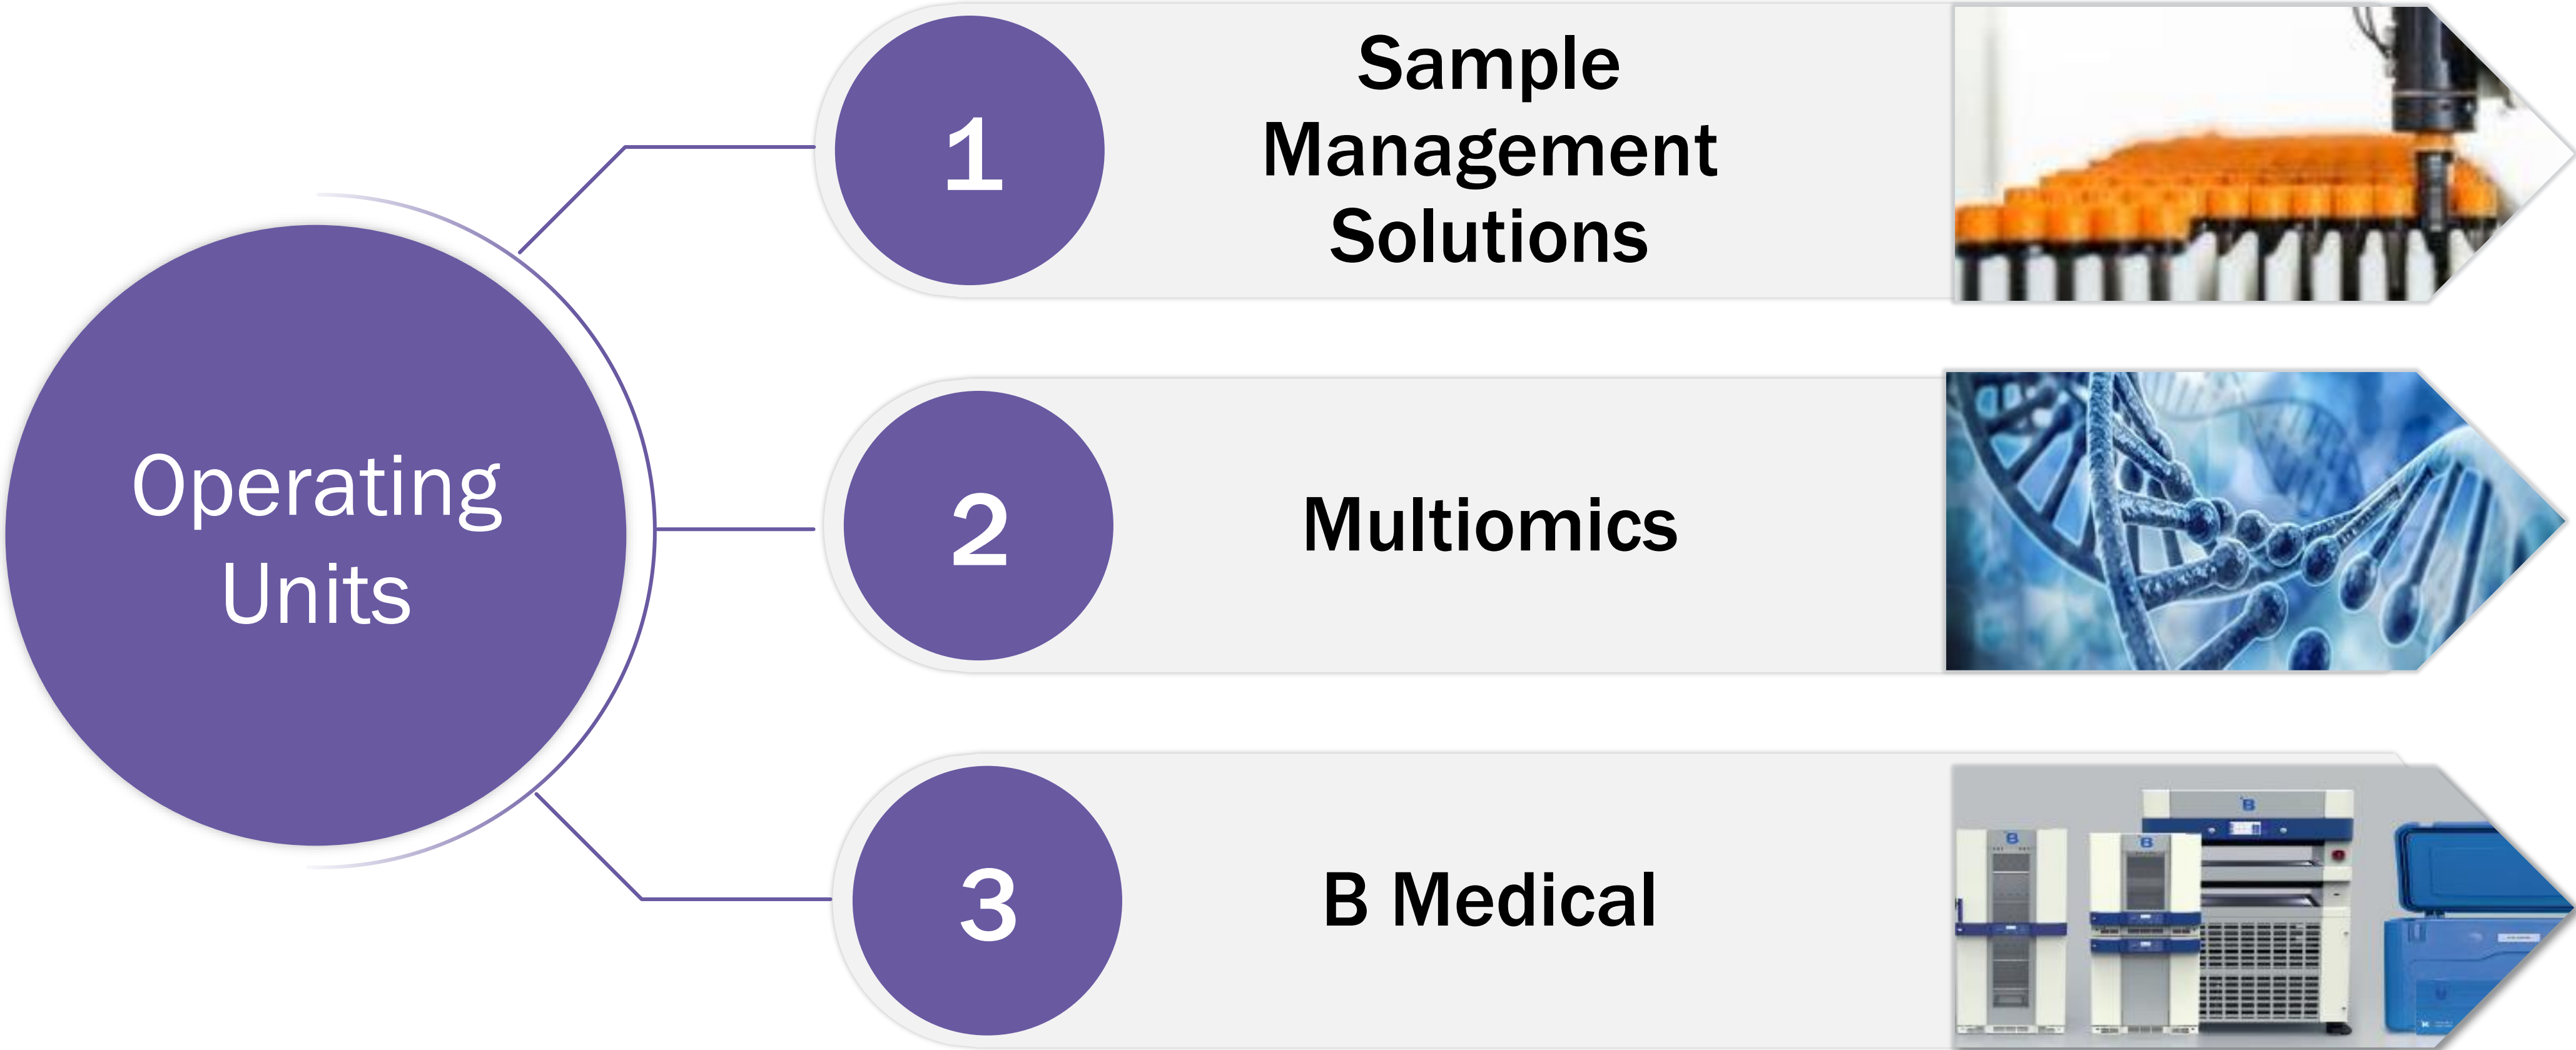 Operating
Units
1
Sample
Management
Solutions
2
Multiomics
3
B Medical
B
B
B